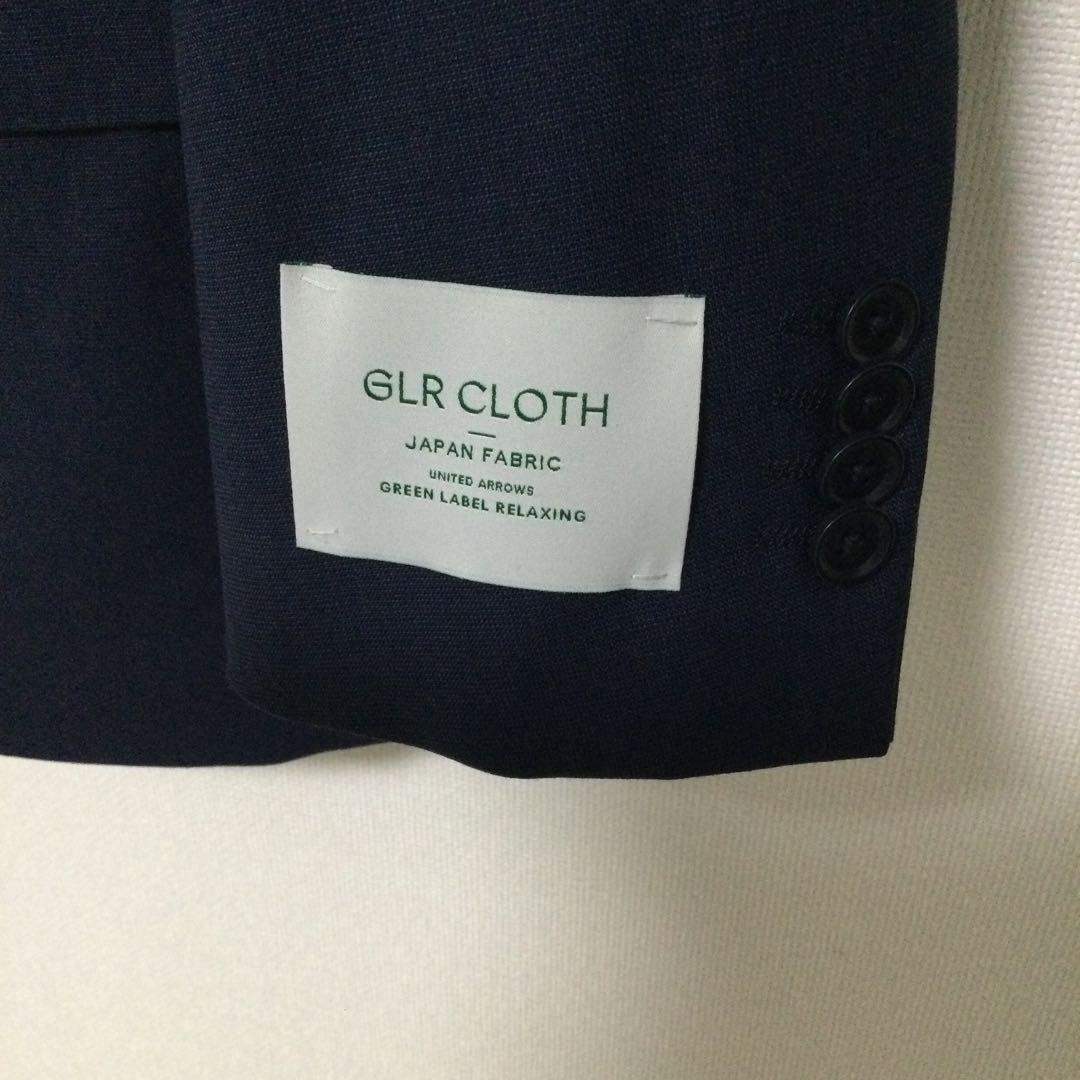 GLR CLOTH
JAPAN FABRIC
UNITED ARROWS
GREEN LABEL RELAXING